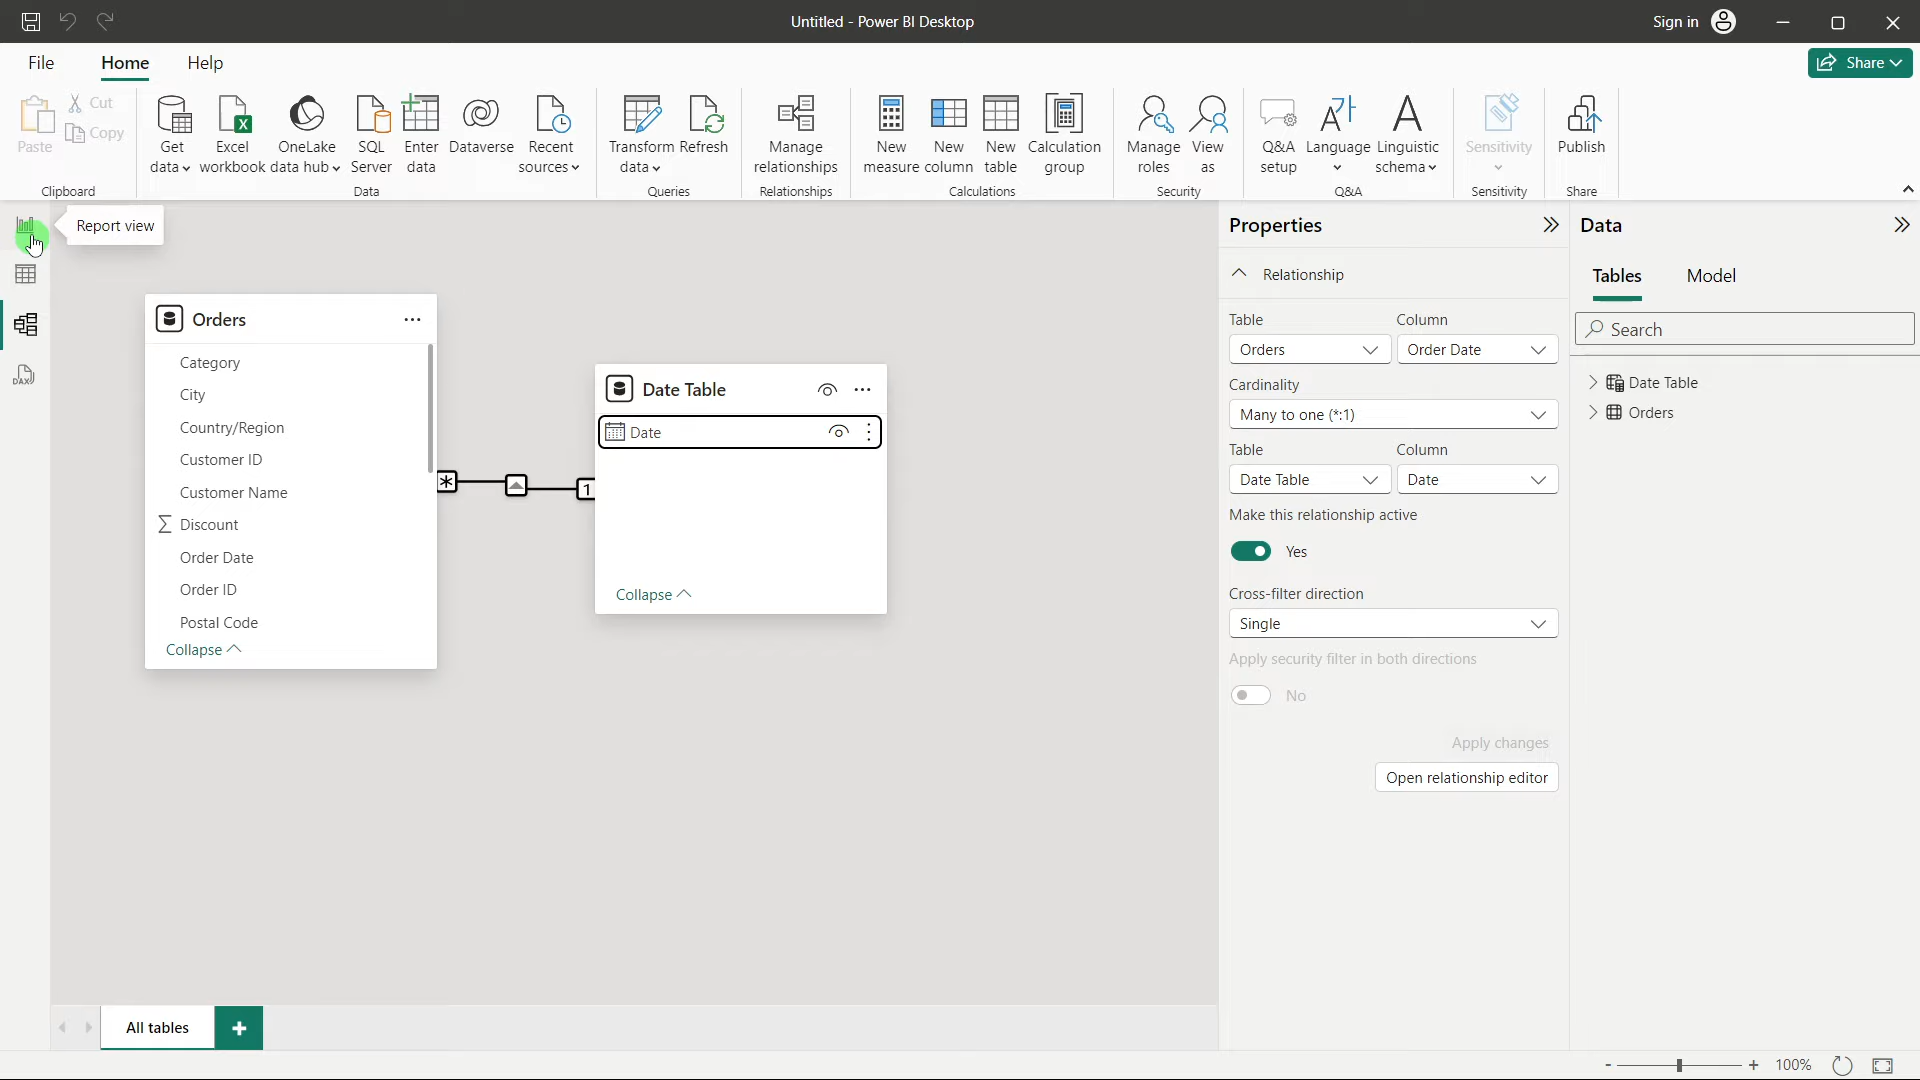 Untitled - Power BI Desktop
Sign in
File
Home
Help
Share
Paste
Cut
Copy
Clipboard
Get
data
Excel
workbook
OneLake
data hub
SQL
Server
Enter
data
Dataverse
Recent
sources
Data
Transform
data
Refresh
Queries
Manage
relationships
Relationships
New
measure
New
column
New
table
Calculation
group
Calculations
Manage
roles
View
as
Security
Q&A
setup
Language
Linguistic
schema
Q&A
Sensitivity
Sensitivity
Publish
Share
Report view
DAX
Orders
Category
City
Country/Region
Customer ID
Customer Name
∑ Discount
Order Date
Order ID
Postal Code
Collapse
*
1
Date Table
Date
Collapse
Properties
Relationship
Table
Column
Orders
Order Date
Cardinality
Many to one (*:1)
Table
Column
Date Table
Date
Make this relationship active
Yes
Cross-filter direction
Single
Apply security filter in both directions
No
Apply changes
Open relationship editor
Data
Tables
Model
Search
Date Table
Orders
All tables
+
- + 100%